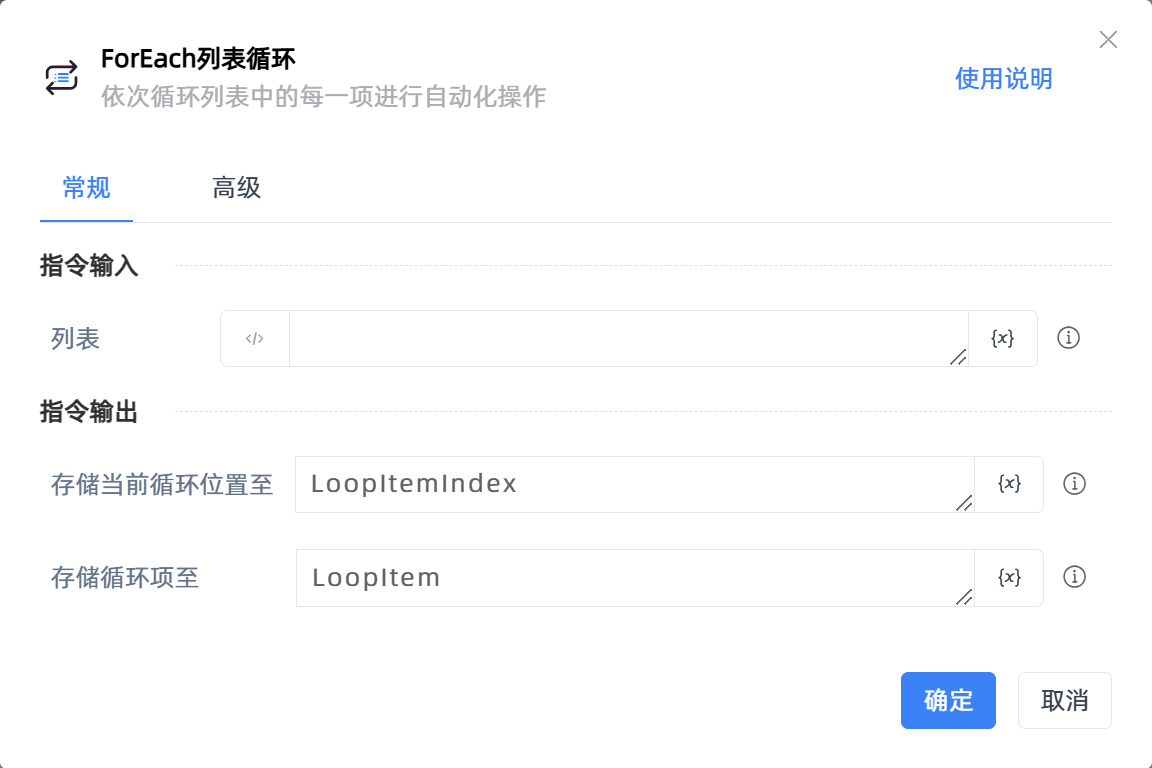 ForEach列表循环
依次循环列表中的每一项进行自动化操作
使用说明
常规
高级
指令输入
列表
</>
{x}
指令输出
存储当前循环位置至
LoopItemIndex
{x}
存储循环项至
LoopItem
{x}
确定
取消